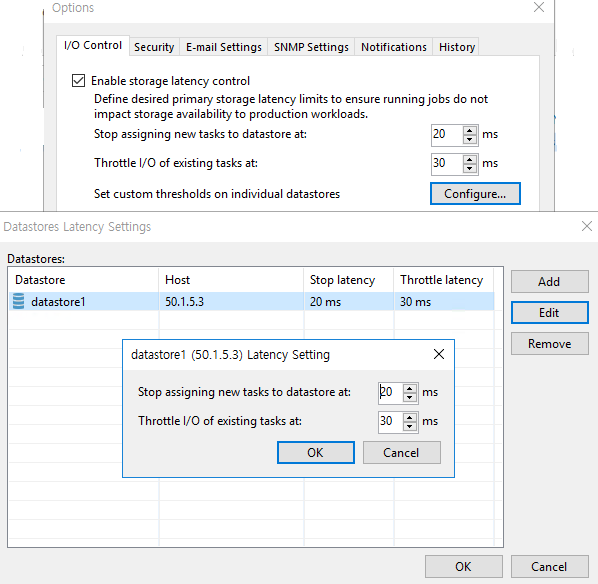 Options
I/O Control Security E-mail Settings SNMP Settings Notifications History
Enable storage latency control
Define desired primary storage latency limits to ensure running jobs do not
impact storage availability to production workloads.
Stop assigning new tasks to datastore at: 20 ms
Throttle I/O of existing tasks at: 30 ms
Set custom thresholds on individual datastores Configure...
Datastores Latency Settings
Datastores:
Datastore Host Stop latency Throttle latency
datastore1 50.1.5.3 20 ms 30 ms
Add
Edit
Remove
datastore1 (50.1.5.3) Latency Setting
Stop assigning new tasks to datastore at: 20 ms
Throttle I/O of existing tasks at: 30 ms
OK Cancel
OK Cancel